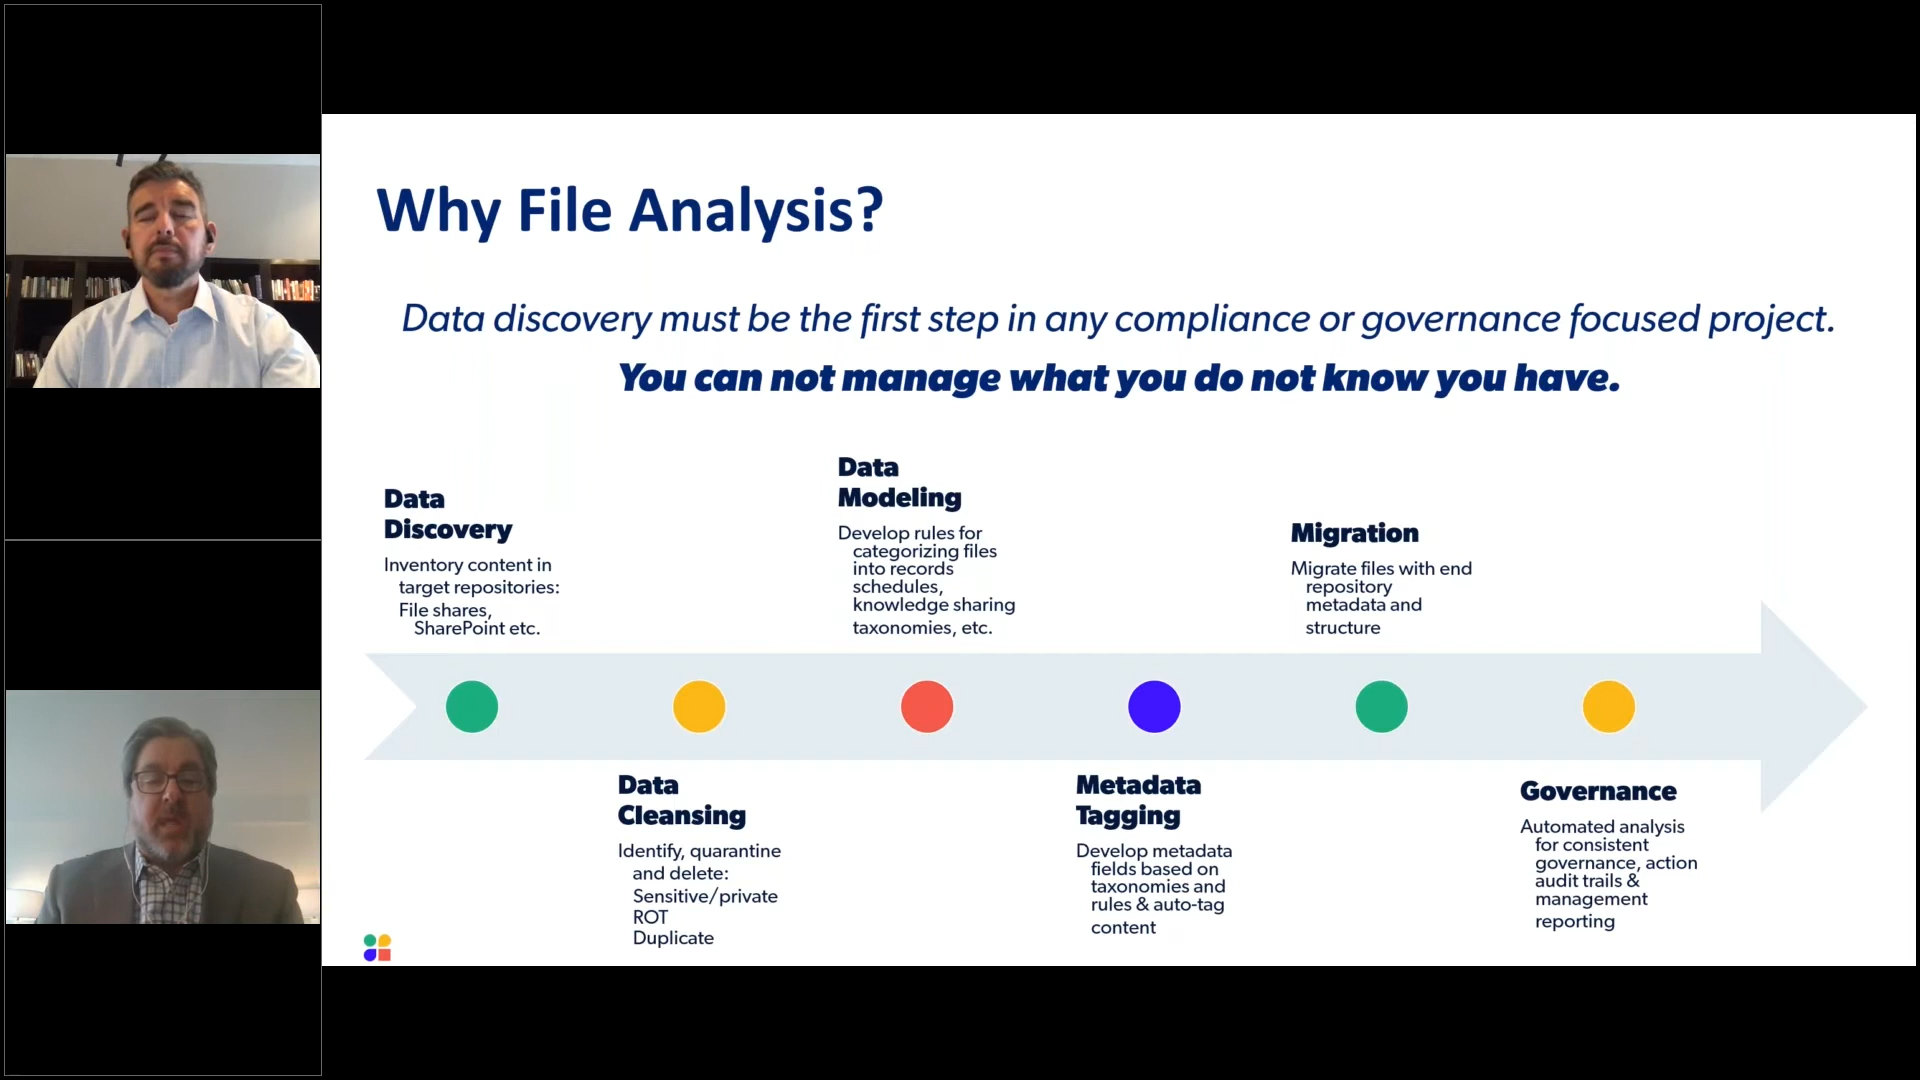 Why File Analysis?
Data discovery must be the first step in any compliance or governance focused project.
You can not manage what you do not know you have.
Data
Discovery
Inventory content in
target repositories:
File shares,
SharePoint etc.
Data
Cleansing
Identify, quarantine
and delete:
Sensitive/private
ROT
Duplicate
Data
Modeling
Develop rules for
categorizing files
into records
schedules,
knowledge sharing
taxonomies, etc.
Metadata
Tagging
Develop metadata
fields based on
taxonomies and
rules & auto-tag
content
Migration
Migrate files with end
repository
metadata and
structure
Governance
Automated analysis
for consistent
governance, action
audit trails &
management
reporting